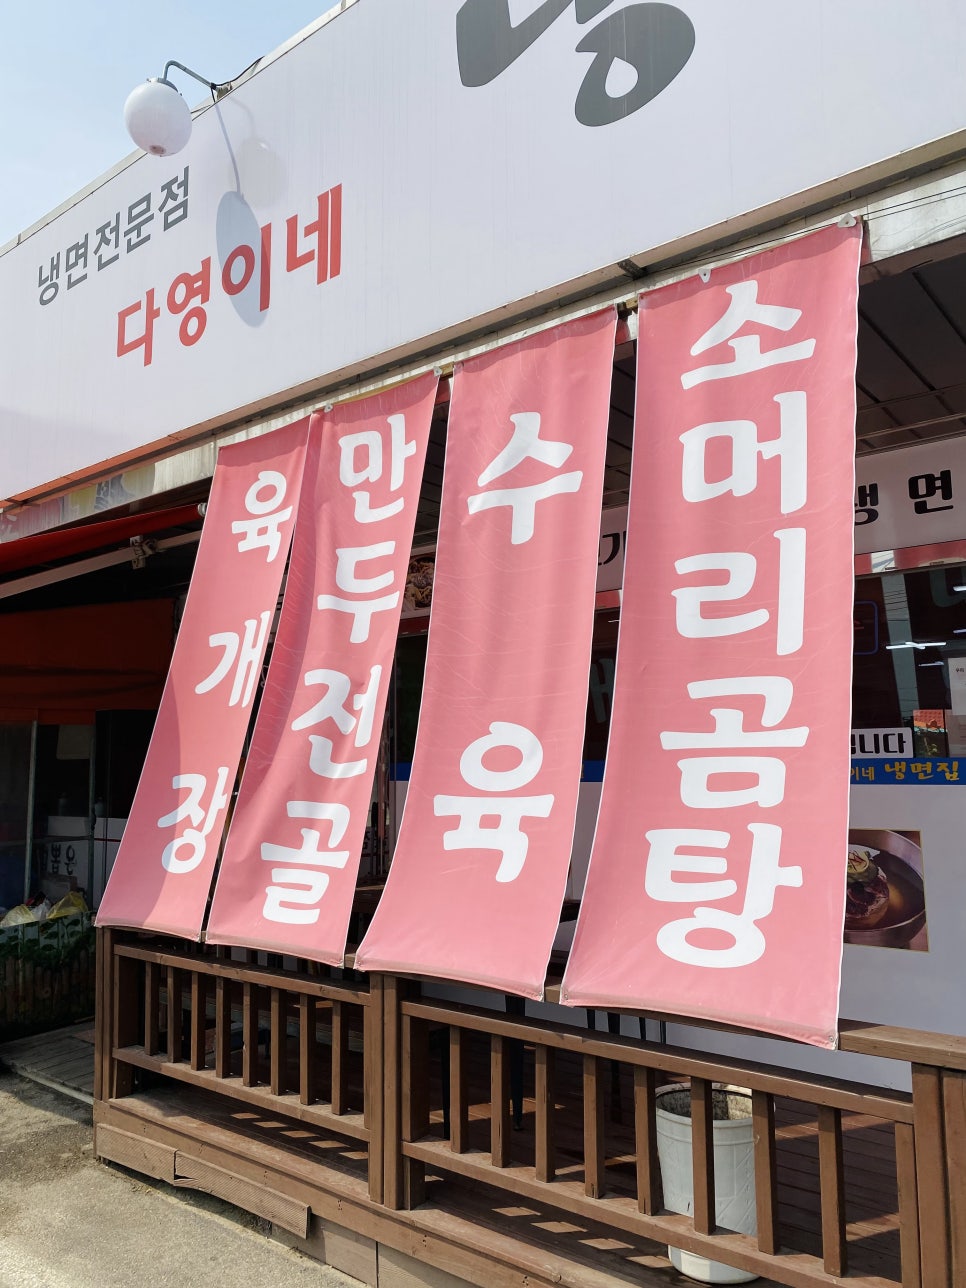 냉
냉면전문점
다영이네
육개장
만두전골
수육
소머리곰탕
냉면
니다
이네 냉면집